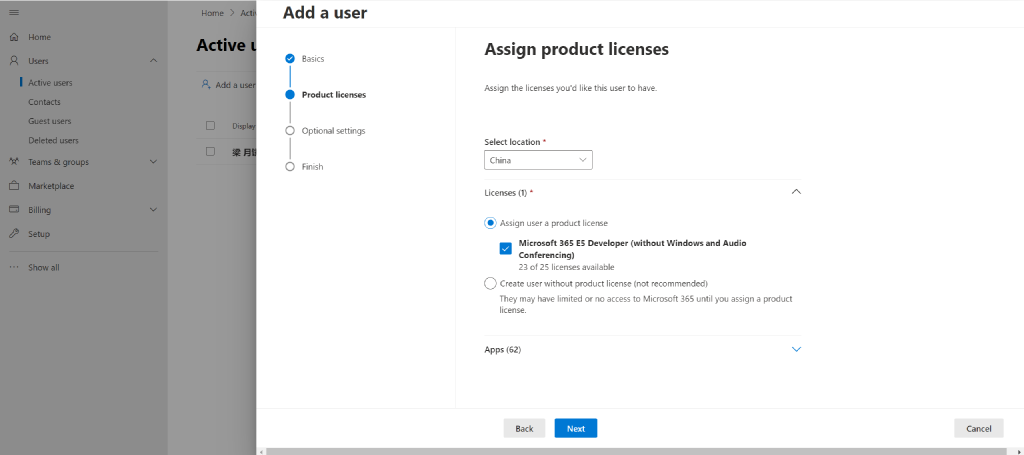 Home
Users
Active users
Contacts
Guest users
Deleted users
Teams & groups
Marketplace
Billing
Setup
Show all
Home >
Active
Add a user
Display
Add a user
Basics
Product licenses
Optional settings
Finish
Assign product licenses
Assign the licenses you'd like this user to have.
Select location *
China
Licenses (1) *
Assign user a product license
Microsoft 365 E5 Developer (without Windows and Audio
Conferencing)
23 of 25 licenses available
Create user without product license (not recommended)
They may have limited or no access to Microsoft 365 until you assign a product
license.
Apps (62)
Back
Next
Cancel